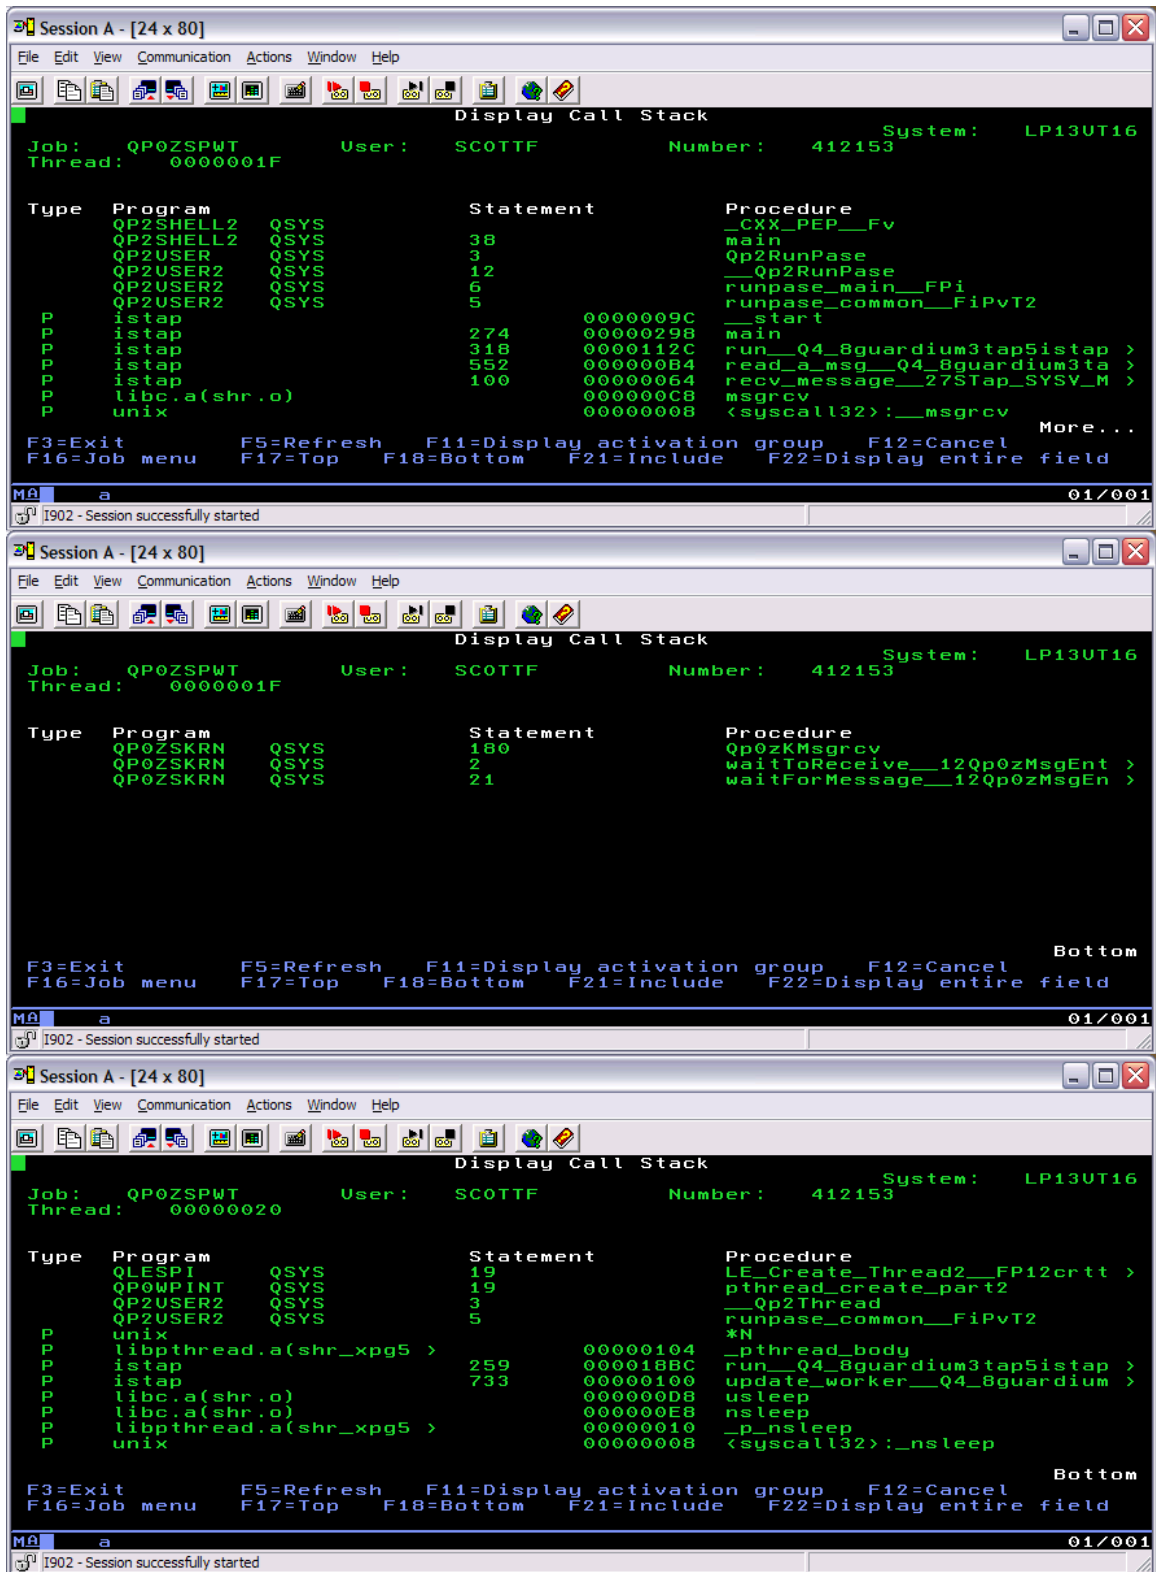 Session A - [24 x 80]
File Edit View Communication Actions Window Help
Display Call Stack
System: LP13UT16
Job: QP0ZSPWT User: SCOTTF Number: 412153
Thread: 0000001F
Type Program Statement Procedure
QP2SHELL2 QSYS _CXX_PEP__Fv
QP2SHELL2 QSYS 38 main
QP2USER QSYS 3 Qp2RunPase
QP2USER2 QSYS 12 __Qp2RunPase
QP2USER2 QSYS 6 runpase_main__FPi
QP2USER2 QSYS 5 runpase_common__FiPvT2
P istap 0000009C __start
P istap 274 00000298 main
P istap 318 0000112C run__Q4_8guardium3tap5istap >
P istap 552 000000B4 read_a_msg__Q4_8guardium3ta >
P istap 100 00000064 recv_message__27STap_SYSV_M >
P libc.a(shr.o) 000000C8 msgrcv
P unix 00000008 <syscall32>:__msgrcv
More...
F3=Exit F5=Refresh F11=Display activation group F12=Cancel
F16=Job menu F17=Top F18=Bottom F21=Include F22=Display entire field
MA a 01/001
I902 - Session successfully started
Session A - [24 x 80]
File Edit View Communication Actions Window Help
Display Call Stack
System: LP13UT16
Job: QP0ZSPWT User: SCOTTF Number: 412153
Thread: 0000001F
Type Program Statement Procedure
QP0ZSKRN QSYS 180 Qp0zKMsgrcv
QP0ZSKRN QSYS 2 waitToReceive__12Qp0zMsgEnt >
QP0ZSKRN QSYS 21 waitForMessage__12Qp0zMsgEn >
Bottom
F3=Exit F5=Refresh F11=Display activation group F12=Cancel
F16=Job menu F17=Top F18=Bottom F21=Include F22=Display entire field
MA a 01/001
I902 - Session successfully started
Session A - [24 x 80]
File Edit View Communication Actions Window Help
Display Call Stack
System: LP13UT16
Job: QP0ZSPWT User: SCOTTF Number: 412153
Thread: 00000020
Type Program Statement Procedure
QLESPI QSYS 19 LE_Create_Thread2__FP12crtt >
QP0WPINT QSYS 19 pthread_create_part2
QP2USER2 QSYS 3 __Qp2Thread
QP2USER2 QSYS 5 runpase_common__FiPvT2
P unix *N
P libpthread.a(shr_xpg5 > 00000104 _pthread_body
P istap 259 000018BC run__Q4_8guardium3tap5istap >
P istap 733 00000100 update_worker__Q4_8guardium >
P libc.a(shr.o) 000000D8 usleep
P libc.a(shr.o) 000000E8 nsleep
P libpthread.a(shr_xpg5 > 00000010 _p_nsleep
P unix 00000008 <syscall32>:_nsleep
Bottom
F3=Exit F5=Refresh F11=Display activation group F12=Cancel
F16=Job menu F17=Top F18=Bottom F21=Include F22=Display entire field
MA a 01/001
I902 - Session successfully started